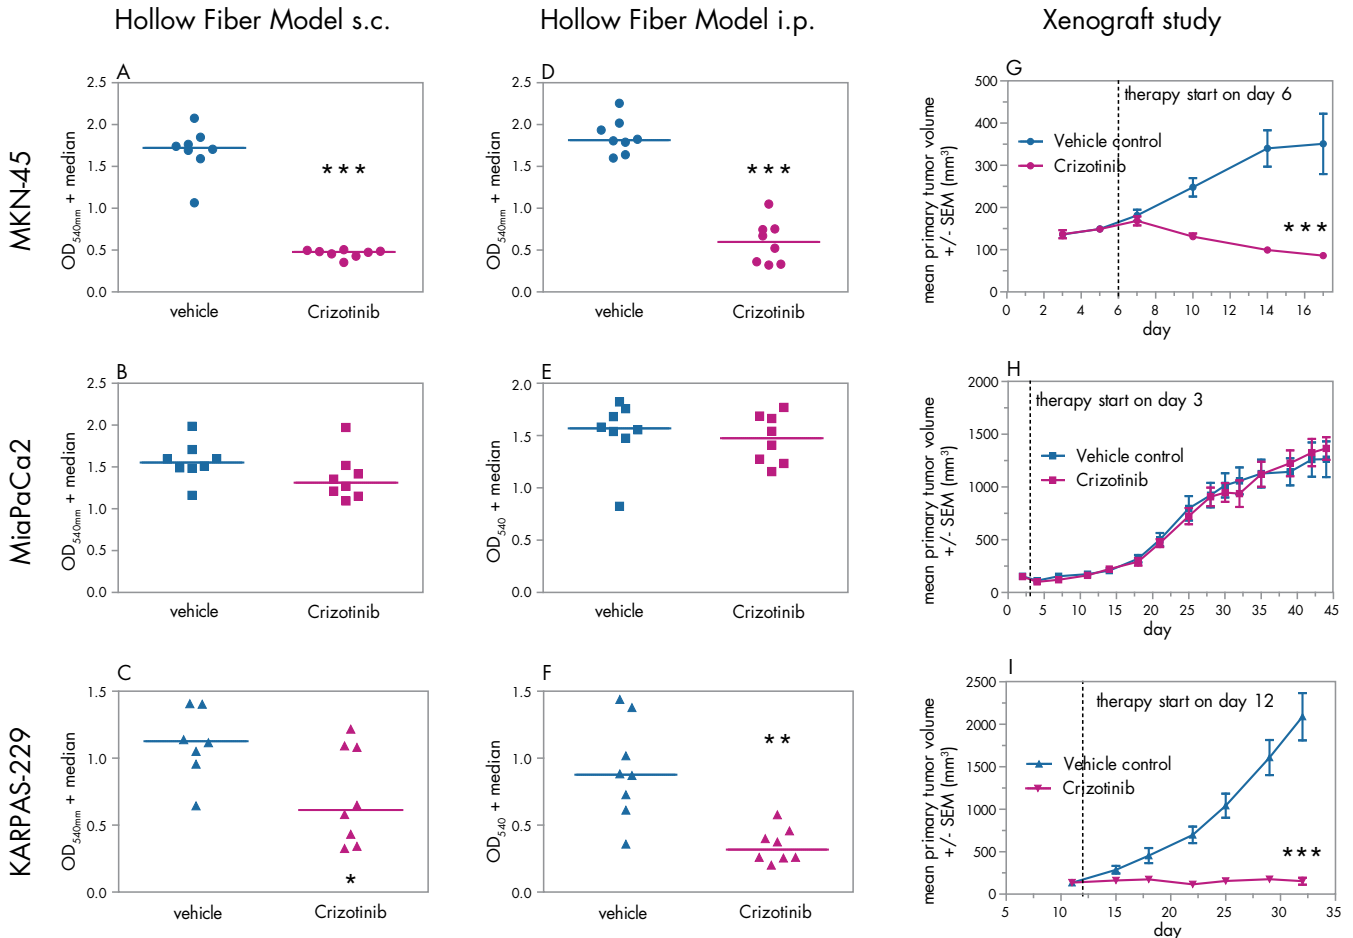 Hollow Fiber Model s.c.
Hollow Fiber Model i.p.
Xenograft study
MKN-45
A
OD540mm + median
2.5
2.0
1.5
1.0
0.5
0.0
***
vehicle
Crizotinib
D
OD540mm + median
2.5
2.0
1.5
1.0
0.5
0.0
***
vehicle
Crizotinib
G
mean primary tumor volume
+/- SEM (mm³)
500
400
300
200
100
0
therapy start on day 6
Vehicle control
Crizotinib
***
0 2 4 6 8 10 12 14 16
day
MiaPaCa2
B
OD540mm + median
2.5
2.0
1.5
1.0
0.5
0.0
vehicle
Crizotinib
E
OD540 + median
2.0
1.5
1.0
0.5
0.0
vehicle
Crizotinib
H
mean primary tumor volume
+/- SEM (mm³)
2000
1500
1000
500
0
therapy start on day 3
Vehicle control
Crizotinib
0 5 10 15 20 25 30 35 40 45
day
KARPAS-229
C
OD540mm + median
1.5
1.0
0.5
0.0
*
vehicle
Crizotinib
F
OD540 + median
1.5
1.0
0.5
0.0
**
vehicle
Crizotinib
I
mean primary tumor volume
+/- SEM (mm³)
2500
2000
1500
1000
500
0
therapy start on day 12
Vehicle control
Crizotinib
***
5 10 15 20 25 30 35
day